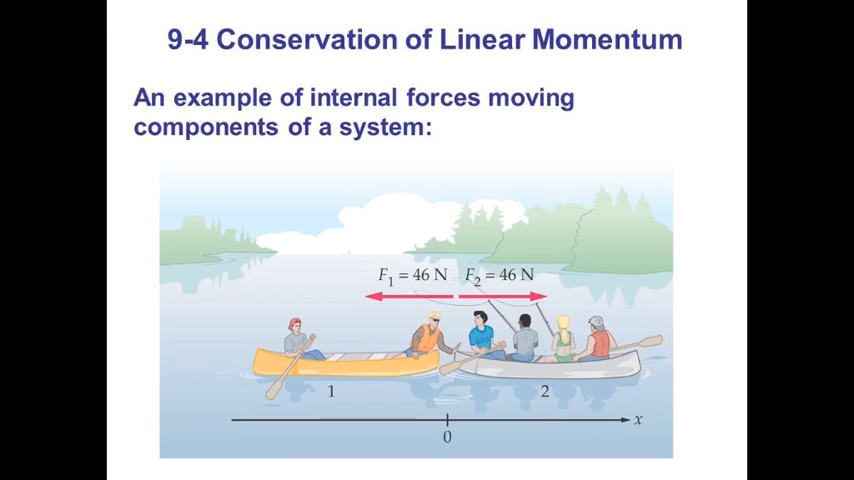 9-4 Conservation of Linear Momentum
An example of internal forces moving
components of a system:
F₁ = 46 N F₂ = 46 N
1 2
x
0